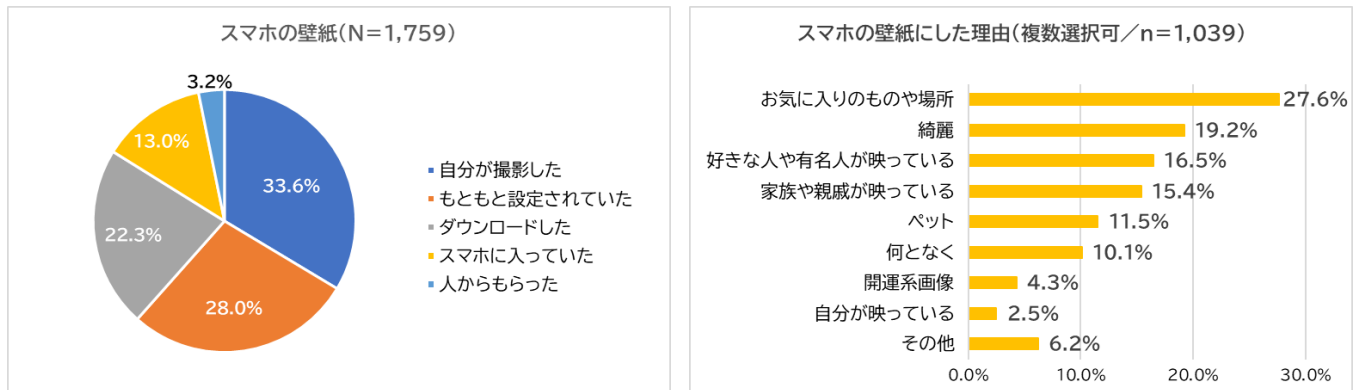 スマホの壁紙(N=1,759)
3.2%
13.0%
33.6%
22.3%
28.0%
自分が撮影した
もともと設定されていた
ダウンロードした
スマホに入っていた
人からもらった
スマホの壁紙にした理由(複数選択可/n=1,039)
お気に入りのものや場所 27.6%
綺麗 19.2%
好きな人や有名人が映っている 16.5%
家族や親戚が映っている 15.4%
ペット 11.5%
何となく 10.1%
開運系画像 4.3%
自分が映っている 2.5%
その他 6.2%
0.0% 10.0% 20.0% 30.0%